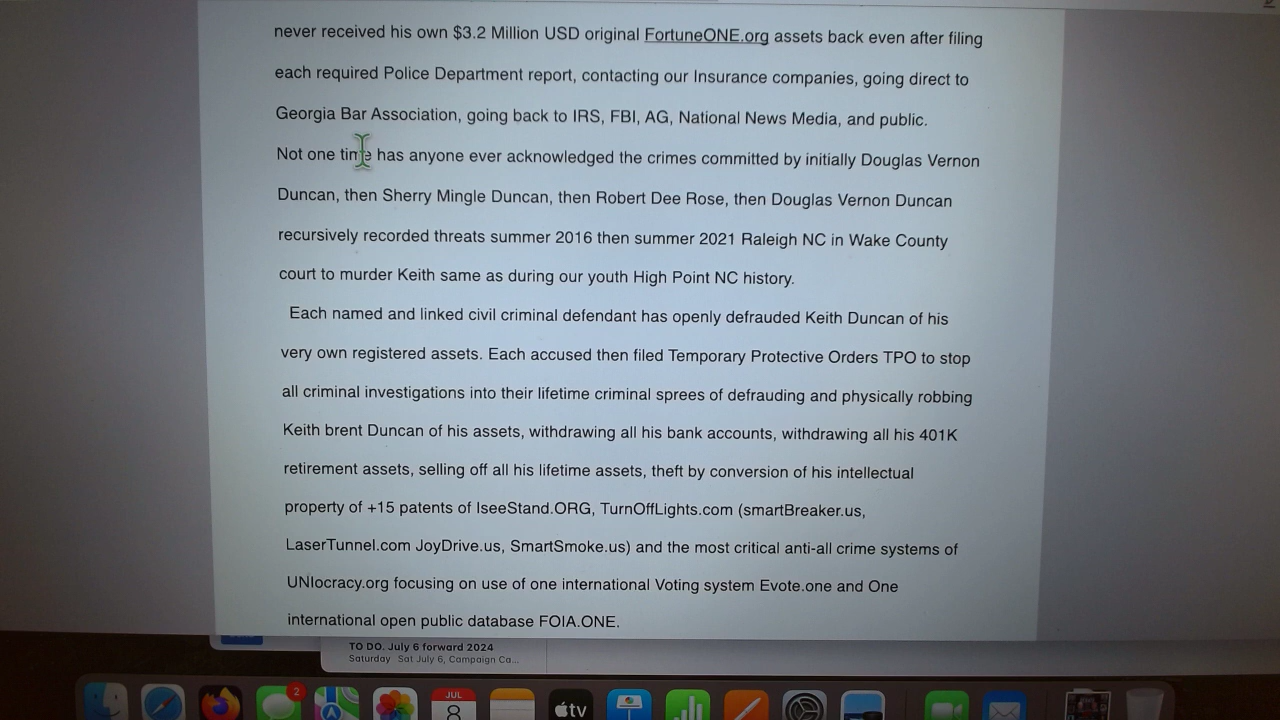 never received his own $3.2 Million USD original FortuneONE.org assets back even after filing
each required Police Department report, contacting our Insurance companies, going direct to
Georgia Bar Association, going back to IRS, FBI, AG, National News Media, and public.
Not one time has anyone ever acknowledged the crimes committed by initially Douglas Vernon
Duncan, then Sherry Mingle Duncan, then Robert Dee Rose, then Douglas Vernon Duncan
recursively recorded threats summer 2016 then summer 2021 Raleigh NC in Wake County
court to murder Keith same as during our youth High Point NC history.
Each named and linked civil criminal defendant has openly defrauded Keith Duncan of his
very own registered assets. Each accused then filed Temporary Protective Orders TPO to stop
all criminal investigations into their lifetime criminal sprees of defrauding and physically robbing
Keith brent Duncan of his assets, withdrawing all his bank accounts, withdrawing all his 401K
retirement assets, selling off all his lifetime assets, theft by conversion of his intellectual
property of +15 patents of IseeStand.ORG, TurnOffLights.com (smartBreaker.us,
LaserTunnel.com JoyDrive.us, SmartSmoke.us) and the most critical anti-all crime systems of
UNIocracy.org focusing on use of one international Voting system Evote.one and One
international open public database FOIA.ONE.
TO DO. July 6 forward 2024
Saturday Sat July 6, Campaign Ca...
2
JUL
8
tv